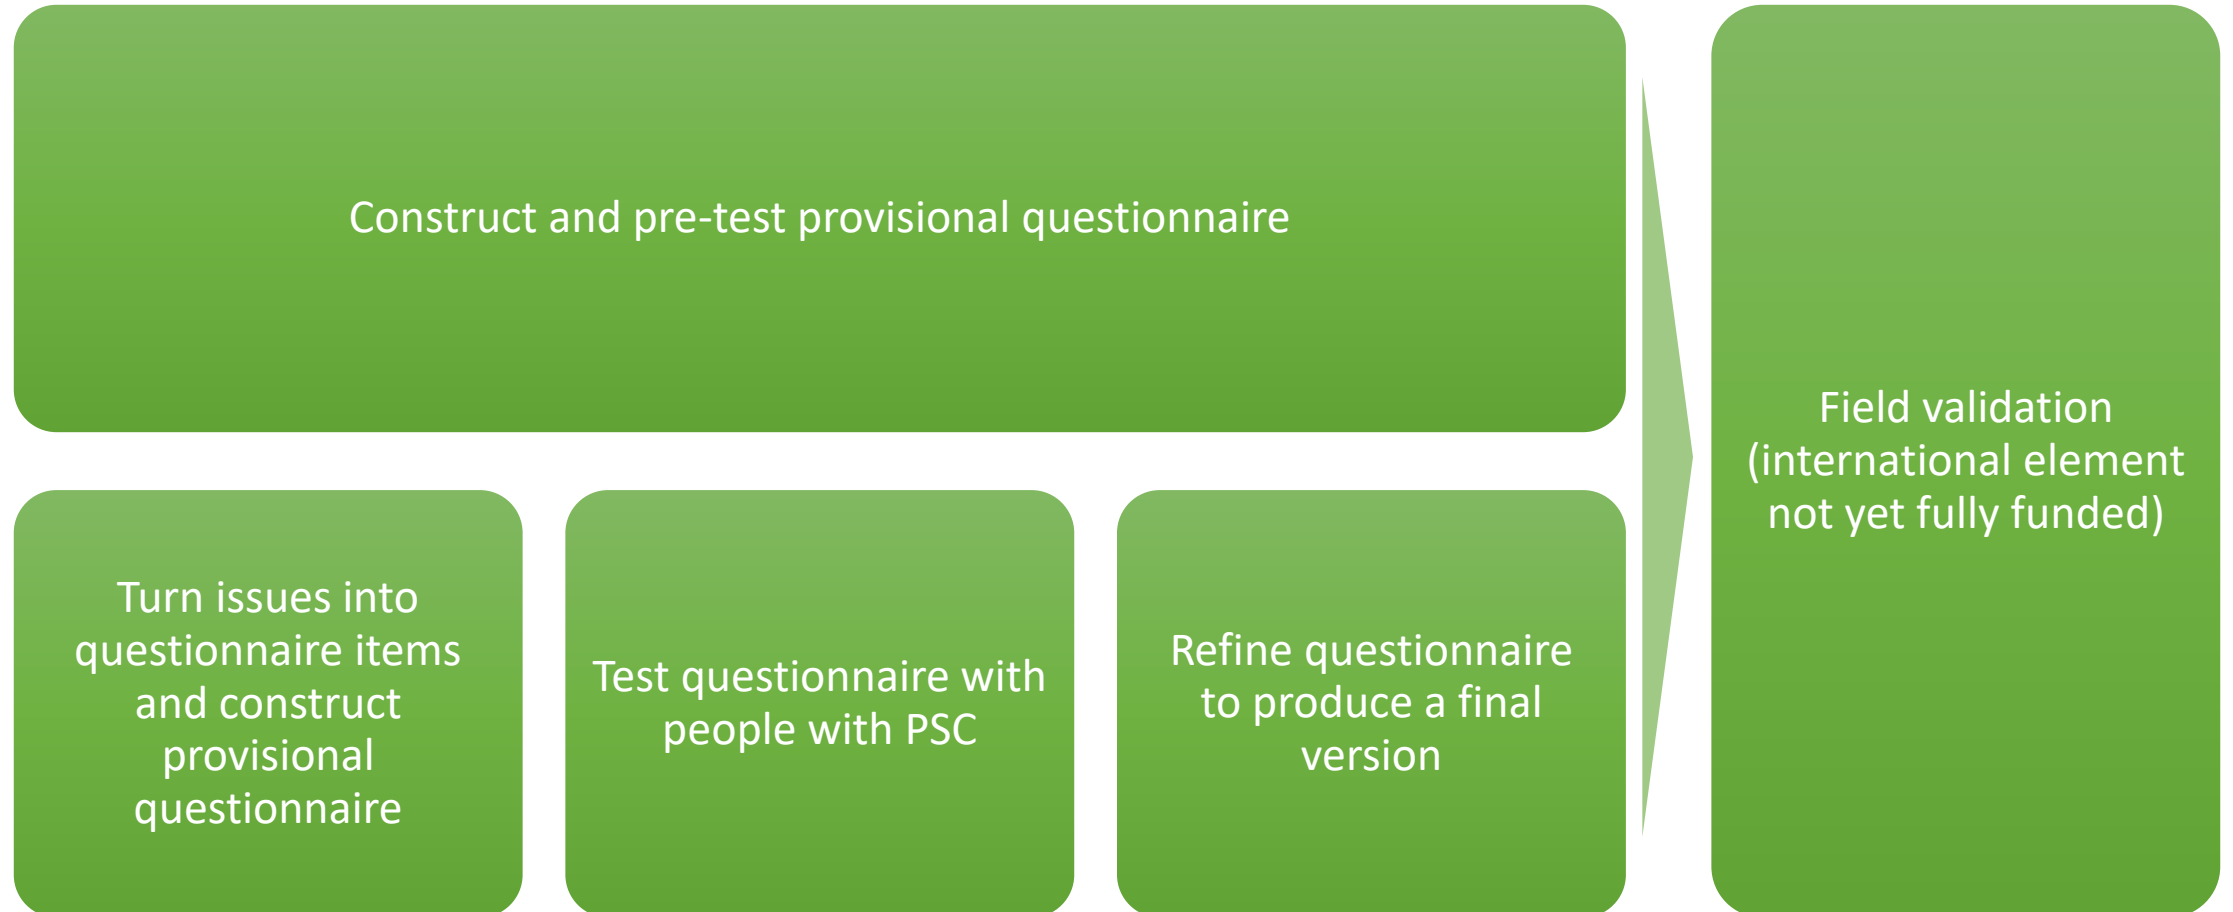 Construct and pre-test provisional questionnaire
Turn issues into
questionnaire items
and construct
provisional
questionnaire
Test questionnaire with
people with PSC
Refine questionnaire
to produce a final
version
Field validation
(international element
not yet fully funded)